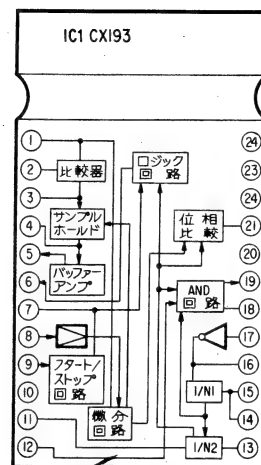 IC1 CX193
1
2
3
4
5
6
7
8
9
10
11
12
比較器
サンプル
ホールド
バッファー
アンプ
フタート/
ストップ
回路
微分
回路
ロジック
回路
位相
比較
AND
回路
1/N1
1/N2
24
23
24
21
20
19
18
17
16
15
14
13